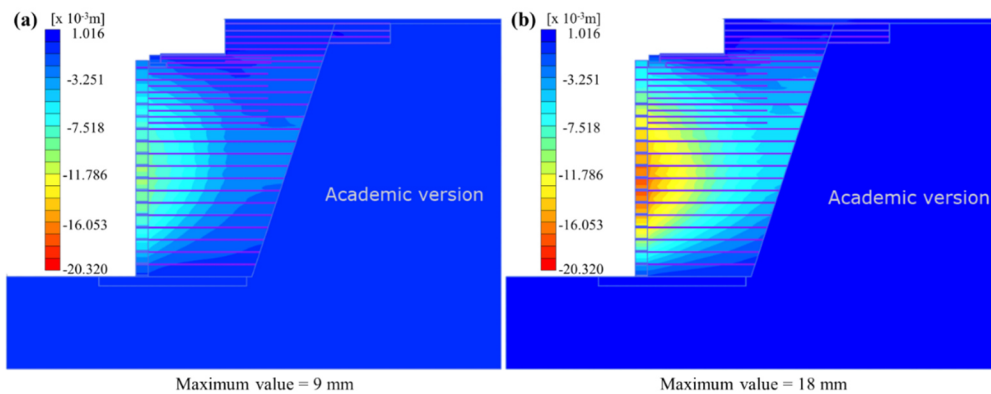 (a)
[x 10⁻³m]
1.016
-3.251
-7.518
-11.786
-16.053
-20.320
Academic version
Maximum value = 9 mm
(b)
[x 10⁻³m]
1.016
-3.251
-7.518
-11.786
-16.053
-20.320
Academic version
Maximum value = 18 mm